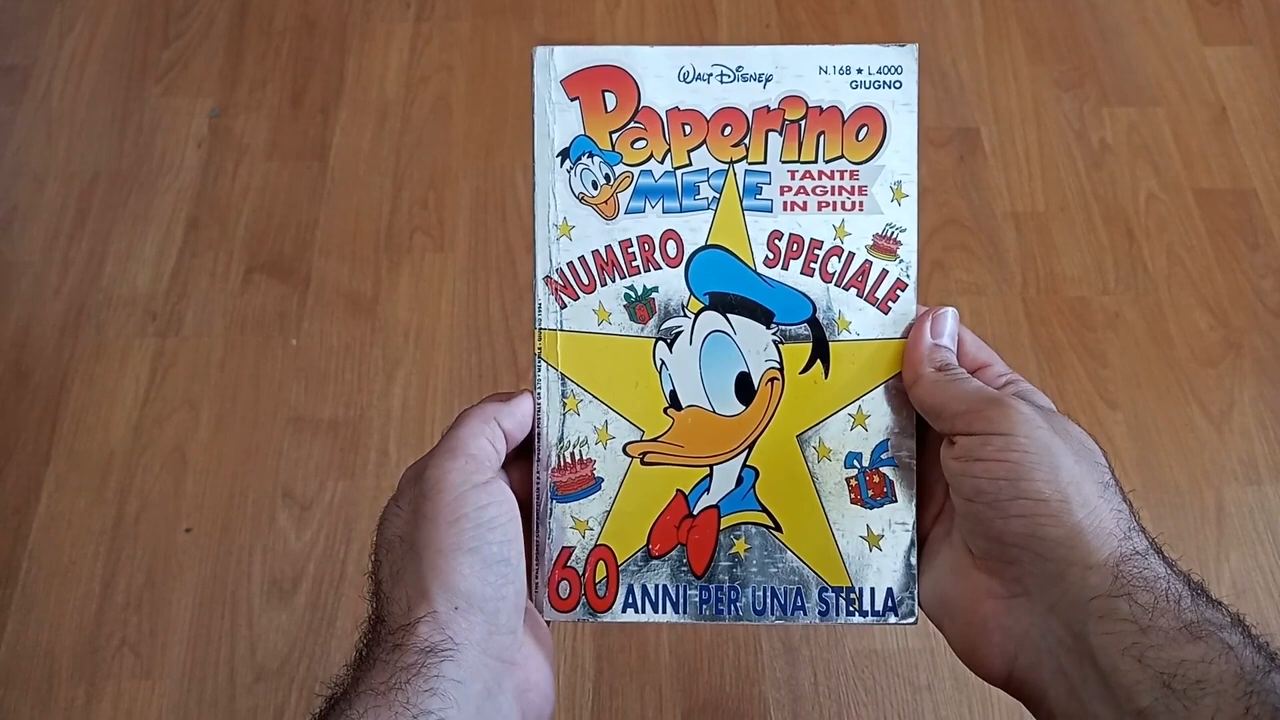 WALT DISNEY
N.168 ★ L.4000
GIUGNO
Paperino
MESE
TANTE
PAGINE
IN PIÙ!
NUMERO SPECIALE
60 ANNI PER UNA STELLA